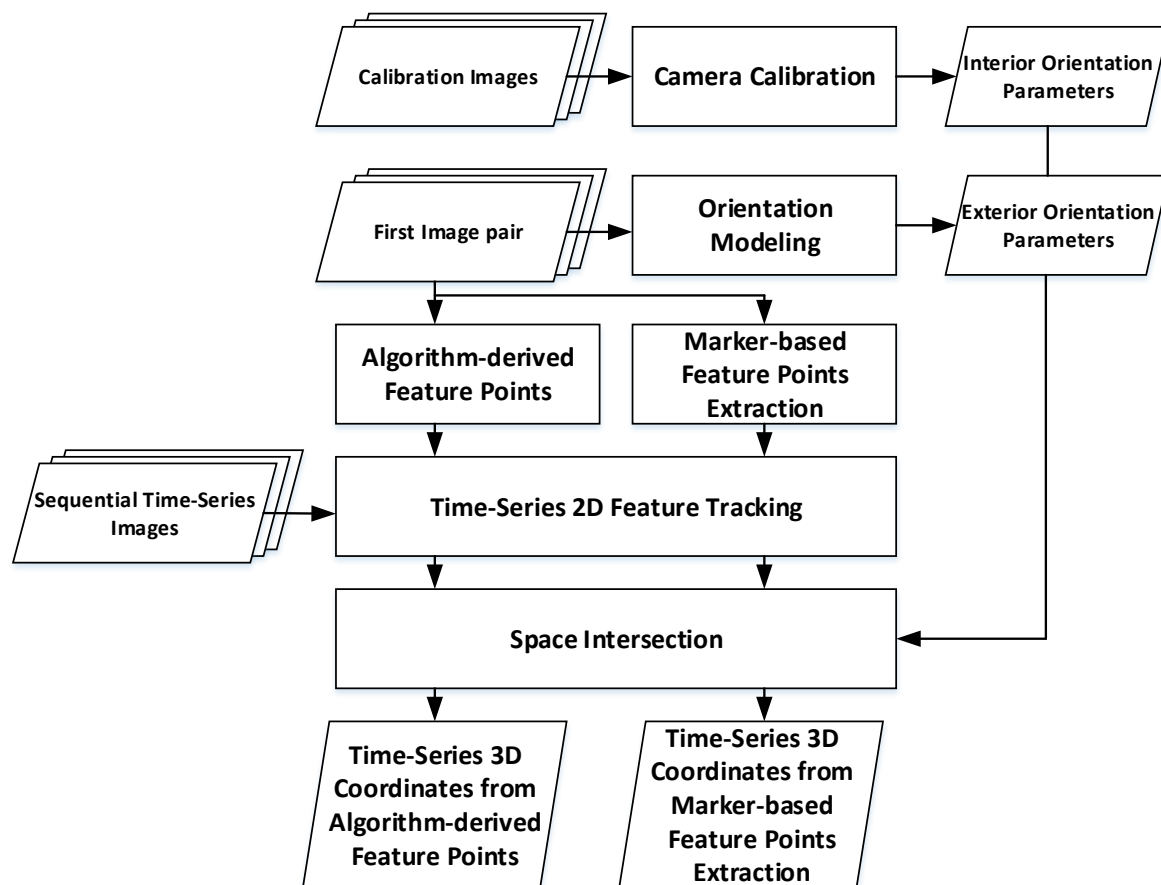 Calibration Images
Camera Calibration
Interior Orientation
Parameters
First Image pair
Orientation
Modeling
Exterior Orientation
Parameters
Algorithm-derived
Feature Points
Marker-based
Feature Points
Extraction
Sequential Time-Series
Images
Time-Series 2D Feature Tracking
Space Intersection
Time-Series 3D
Coordinates from
Algorithm-derived
Feature Points
Time-Series 3D
Coordinates from
Marker-based
Feature Points
Extraction